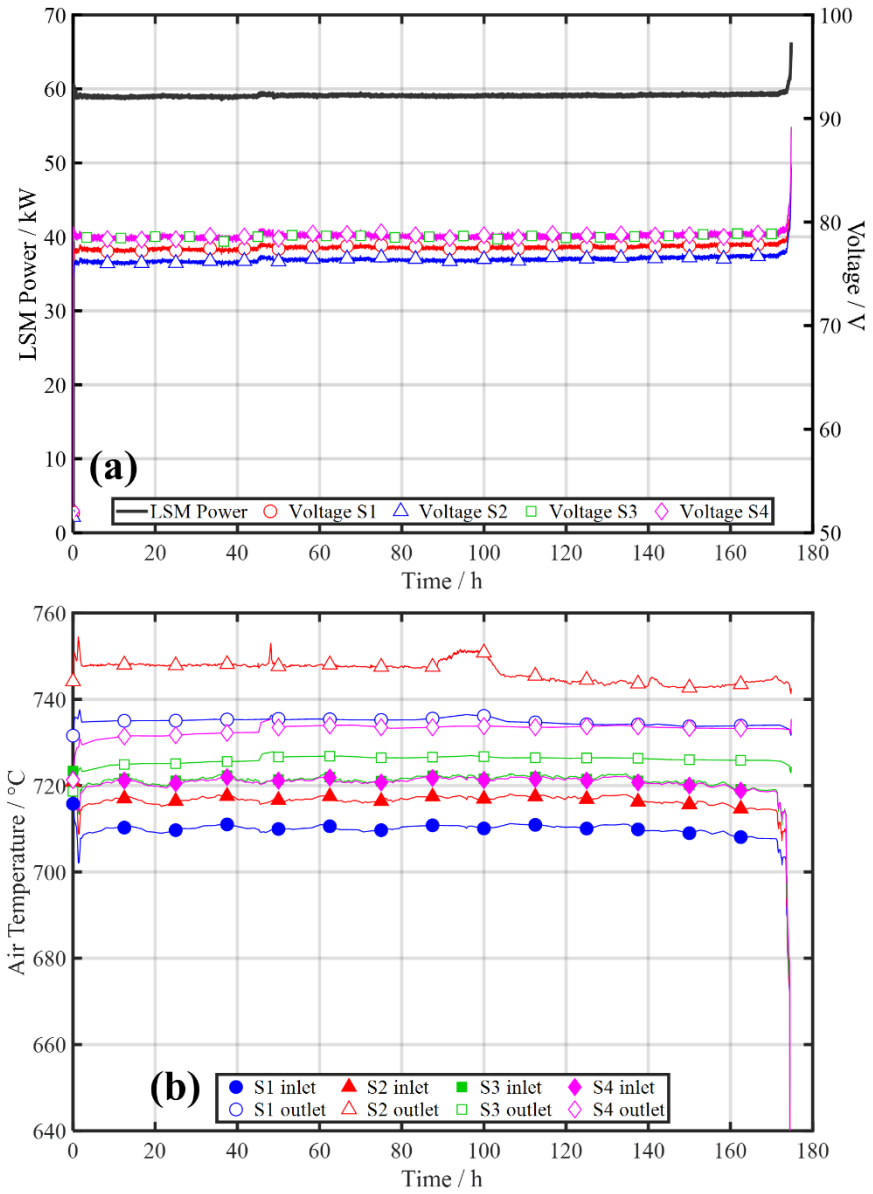 70
60
50
40
30
20
10
0
LSM Power / kW
100
90
80
70
60
50
Voltage / V
(a)
LSM Power Voltage S1 Voltage S2 Voltage S3 Voltage S4
0 20 40 60 80 100 120 140 160 180
Time / h
760
740
720
700
680
660
640
Air Temperature / °C
(b)
S1 inlet S2 inlet S3 inlet S4 inlet
S1 outlet S2 outlet S3 outlet S4 outlet
0 20 40 60 80 100 120 140 160 180
Time / h